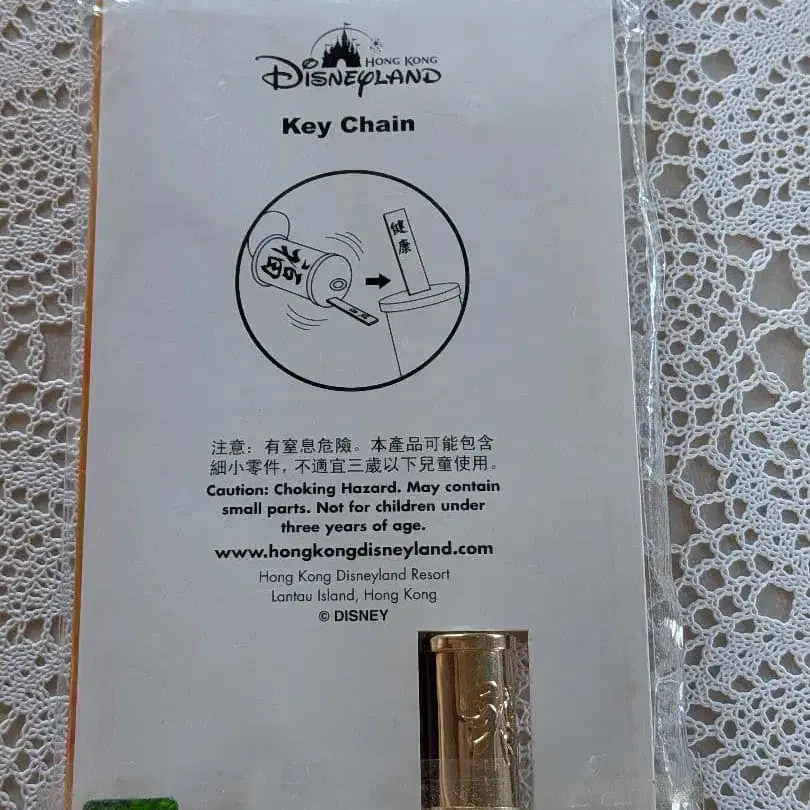 HONG KONG
DISNEYLAND
Key Chain
健
康
注意：有窒息危險。本產品可能包含
細小零件，不適宜三歲以下兒童使用。
Caution: Choking Hazard. May contain
small parts. Not for children under
three years of age.
www.hongkongdisneyland.com
Hong Kong Disneyland Resort
Lantau Island, Hong Kong
© DISNEY